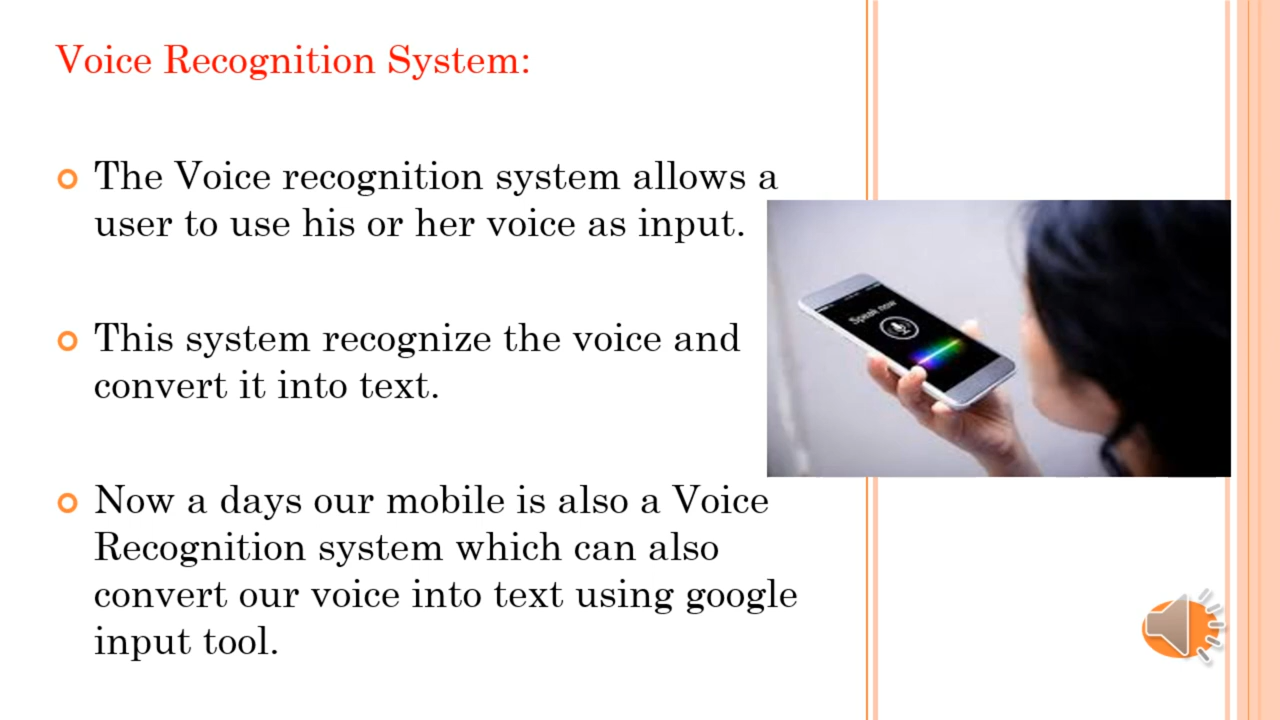 Voice Recognition System:
The Voice recognition system allows a
user to use his or her voice as input.
This system recognize the voice and
convert it into text.
Speak now
Now a days our mobile is also a Voice
Recognition system which can also
convert our voice into text using google
input tool.